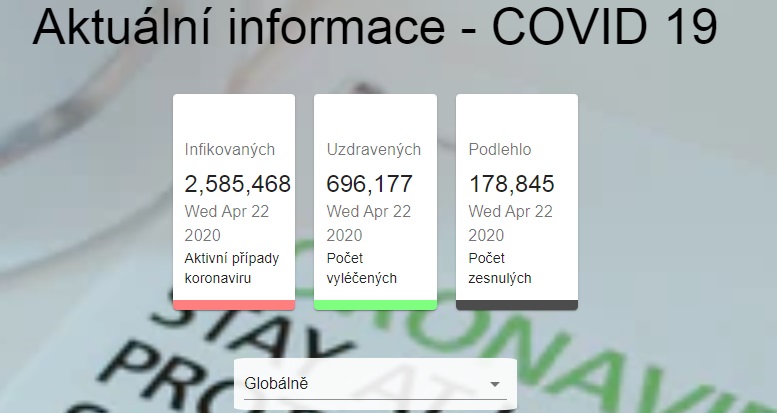 Aktuální informace - COVID 19
Infikovaných
2,585,468
Wed Apr 22
2020
Aktivní případy
koronaviru
Uzdravených
696,177
Wed Apr 22
2020
Počet
vyléčených
Podlehlo
178,845
Wed Apr 22
2020
Počet
zesnulých
Globálně